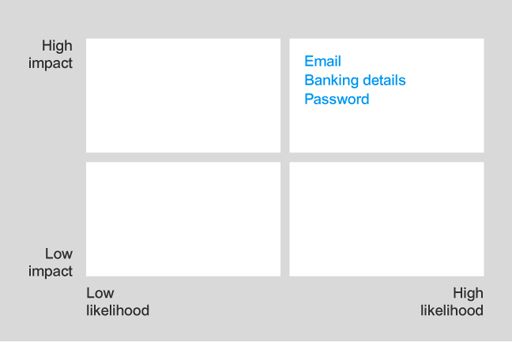 High
impact
Email
Banking details
Password
Low
impact
Low
likelihood
High
likelihood